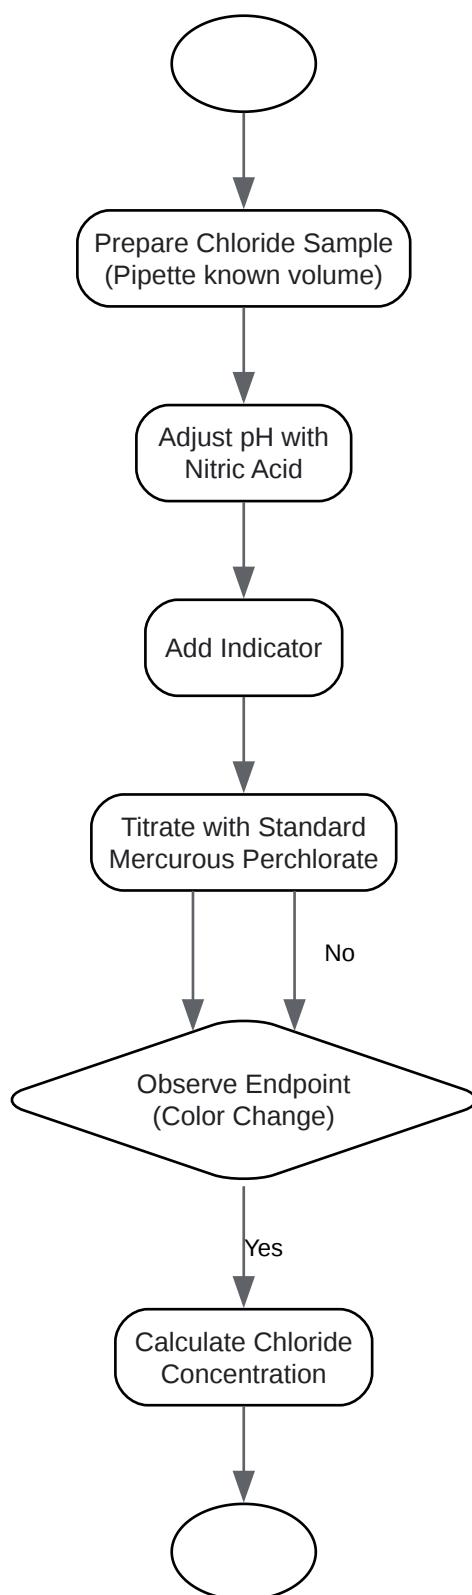 Prepare Chloride Sample
(Pipette known volume)
Adjust pH with
Nitric Acid
Add Indicator
Titrate with Standard
Mercurous Perchlorate
No
Observe Endpoint
(Color Change)
Yes
Calculate Chloride
Concentration